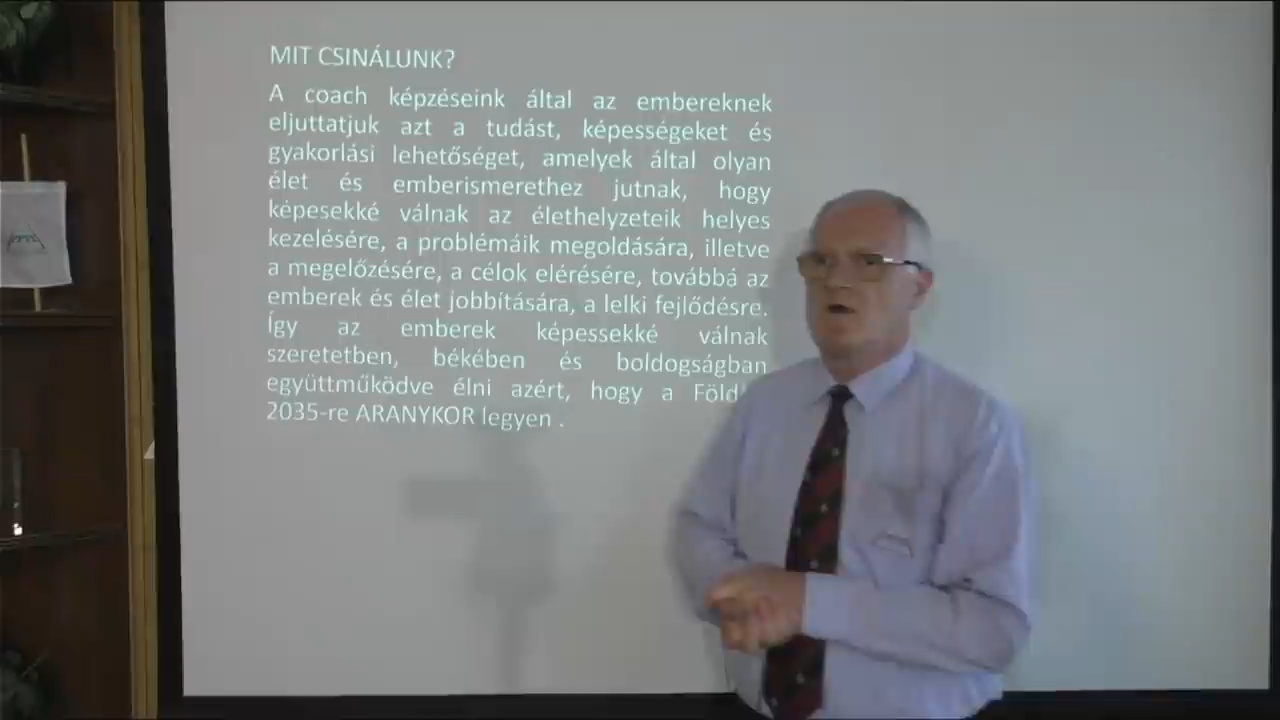 MIT CSINÁLUNK?
A coach képzéseink által az embereknek
eljuttatjuk azt a tudást, képességeket és
gyakorlási lehetőséget, amelyek által olyan
élet és emberismerethez jutnak, hogy
képesekké válnak az élethelyzeteik helyes
kezelésére, a problémáik megoldására, illetve
a megelőzésére, a célok elérésére, továbbá az
emberek és élet jobbítására, a lelki fejlődésre.
Így az emberek képessekké válnak
szeretetben, békében és boldogságban
együttműködve élni azért, hogy a
2035-re ARANYKOR legyen .